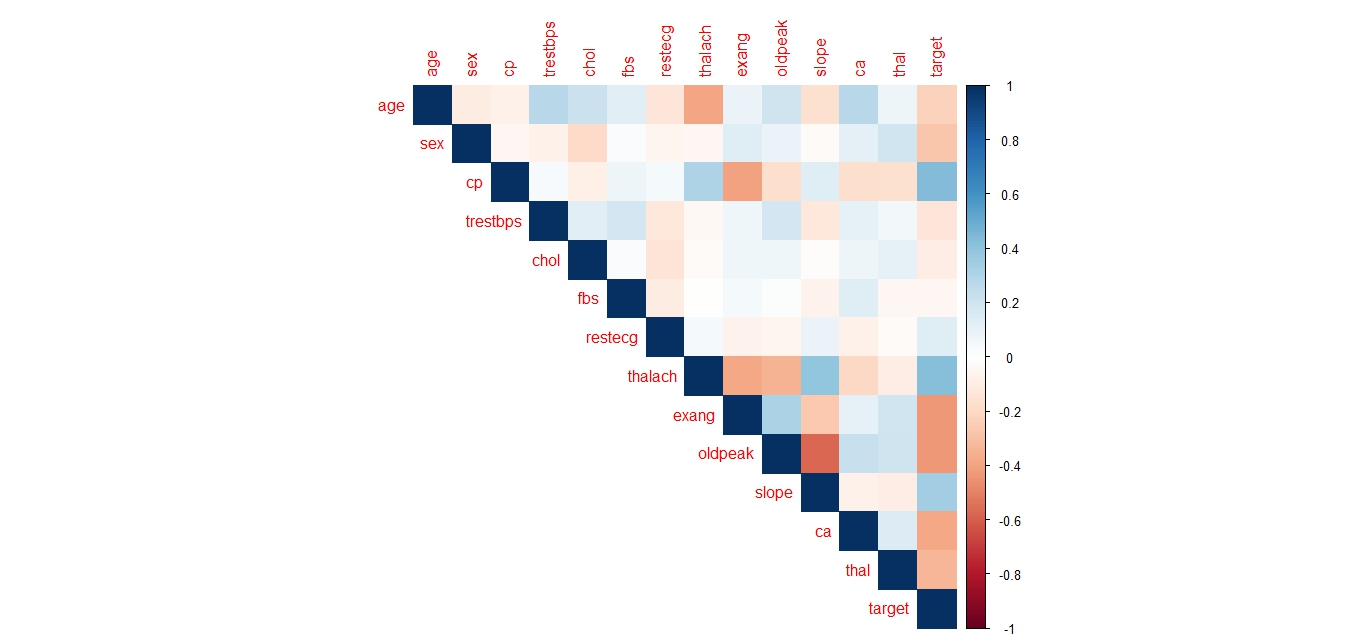 age
sex
cp
trestbps
chol
fbs
restecg
thalach
exang
oldpeak
slope
ca
thal
target
age
sex
cp
trestbps
chol
fbs
restecg
thalach
exang
oldpeak
slope
ca
thal
target
1
0.8
0.6
0.4
0.2
0
-0.2
-0.4
-0.6
-0.8
-1